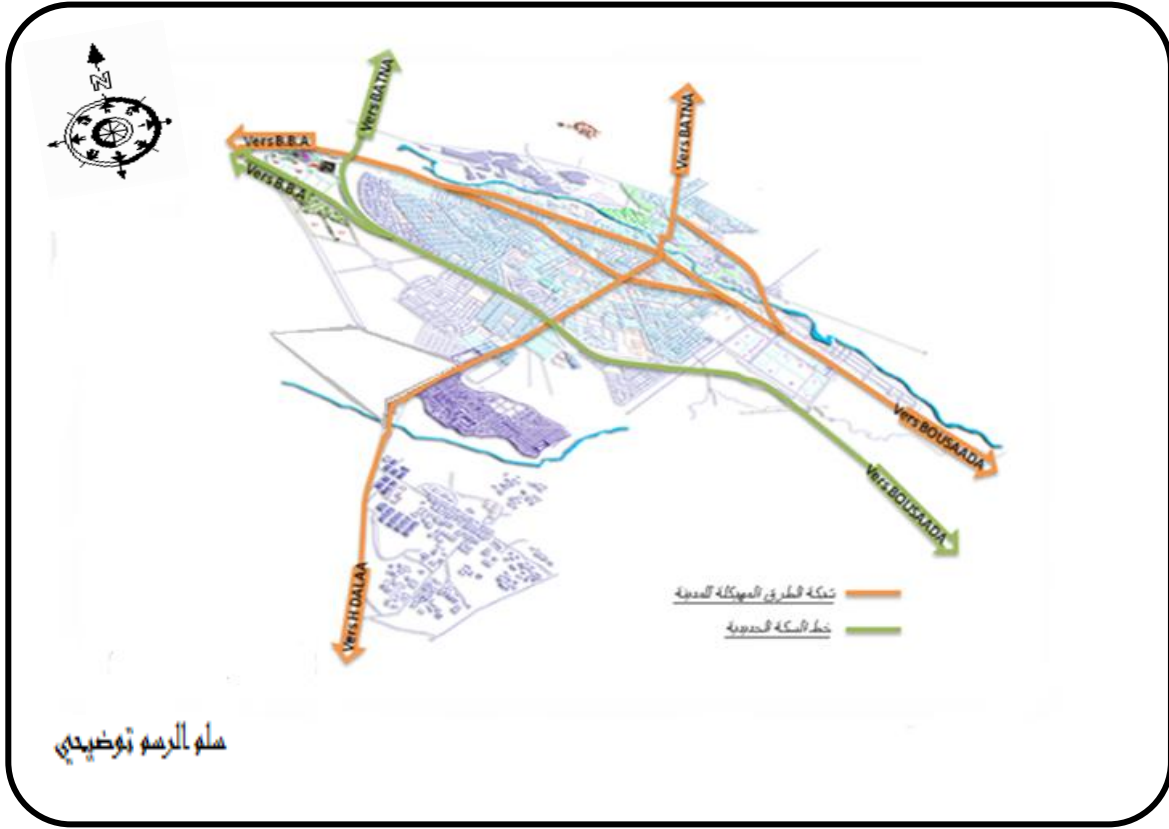 N
Vers BATNA
Vers BATNA
Vers B.B.A.
Vers B.B.A.
Vers BOUSAADA
Vers BOUSAADA
Vers H DALAA
شبكة الطرق المهيكلة للمدينة
خط السكة الحديدية
سلم الرسم توضيحي